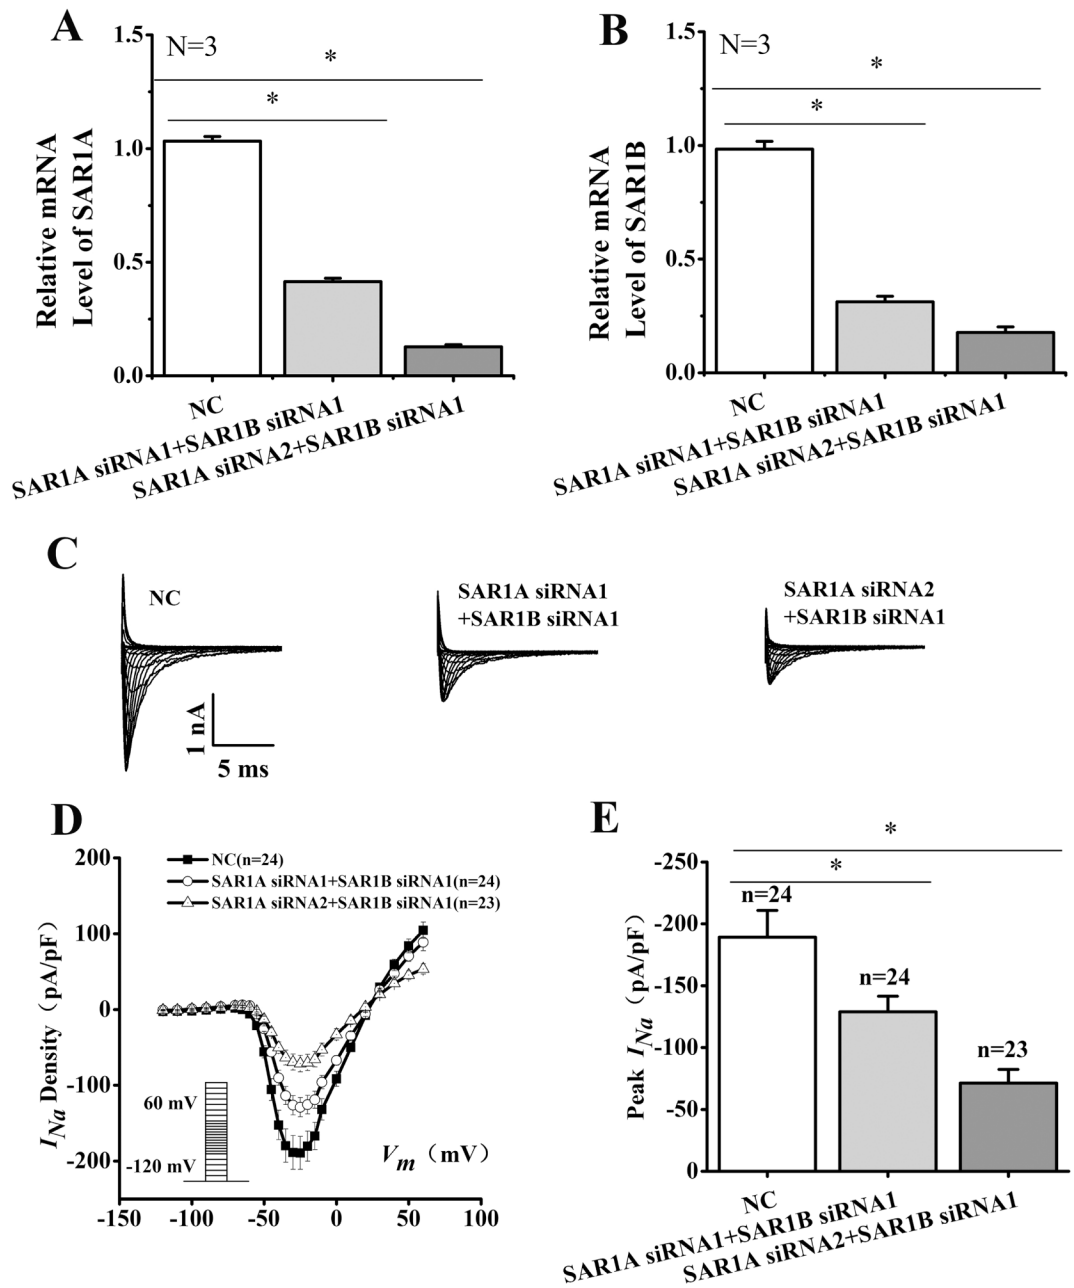 A
N=3
*
*
Relative mRNA
Level of SAR1A
1.5
1.0
0.5
0.0
NC
SAR1A siRNA1+SAR1B siRNA1
SAR1A siRNA2+SAR1B siRNA1
B
N=3
*
*
Relative mRNA
Level of SAR1B
1.5
1.0
0.5
0.0
NC
SAR1A siRNA1+SAR1B siRNA1
SAR1A siRNA2+SAR1B siRNA1
C
NC
1 nA
5 ms
SAR1A siRNA1
+SAR1B siRNA1
SAR1A siRNA2
+SAR1B siRNA1
D
NC(n=24)
SAR1A siRNA1+SAR1B siRNA1(n=24)
SAR1A siRNA2+SAR1B siRNA1(n=23)
INa Density（pA/pF）
200
100
0
-100
-200
60 mV
-120 mV
Vm（mV）
-150
-100
-50
0
50
100
E
*
*
Peak INa（pA/pF）
-250
-200
-150
-100
-50
0
n=24
n=24
n=23
NC
SAR1A siRNA1+SAR1B siRNA1
SAR1A siRNA2+SAR1B siRNA1